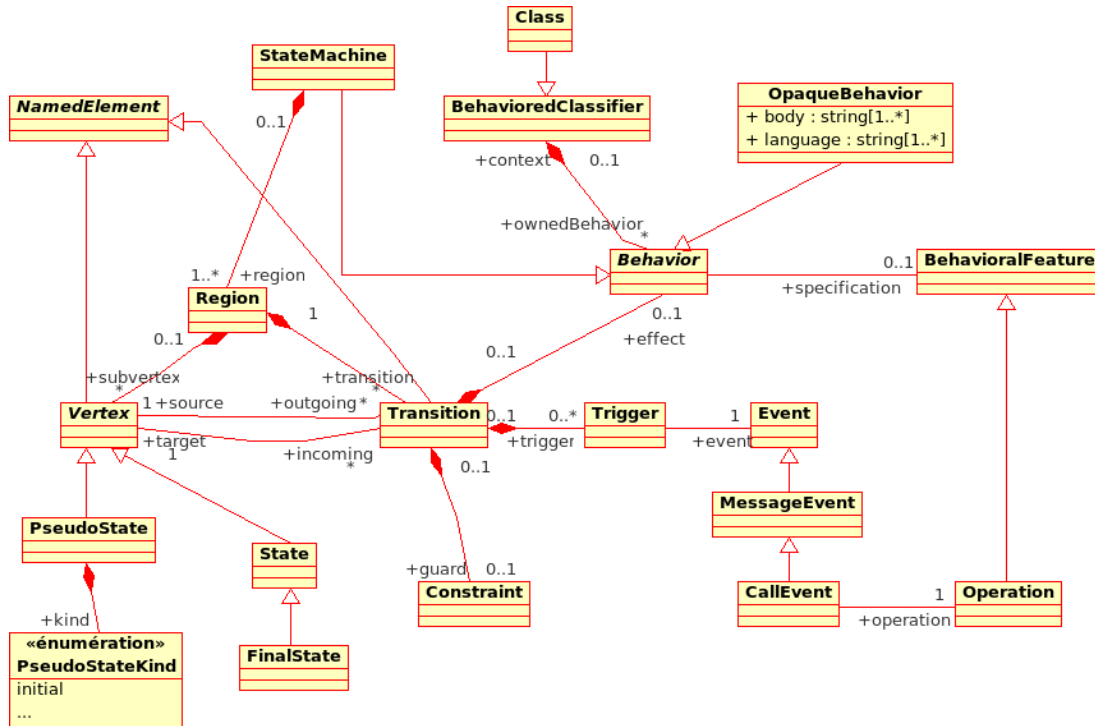 Class
StateMachine
NamedElement
BehavioredClassifier
OpaqueBehavior
+ body : string[1..*]
+ language : string[1..*]
0..1
+context
0..1
+ownedBehavior
*
Behavior
0..1
BehavioralFeature
+specification
1..*
+region
Region
1
0..1
0..1
+effect
0..1
+subvertex
*
+transition
*
Vertex
1
+source
+outgoing
*
Transition
0..1
0..*
Trigger
1
Event
+target
1
+incoming
*
+trigger
+event
0..1
MessageEvent
PseudoState
State
+guard
0..1
Constraint
CallEvent
1
Operation
+operation
+kind
«énumération»
PseudoStateKind
initial
...
FinalState